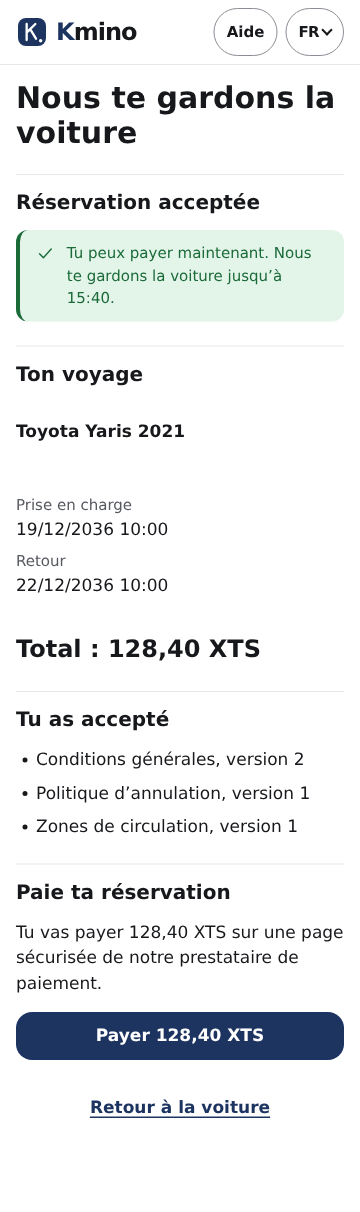 K. Kmino
Aide
FR
Nous te gardons la
voiture
Réservation acceptée
Tu peux payer maintenant. Nous
te gardons la voiture jusqu’à
15:40.
Ton voyage
Toyota Yaris 2021
Prise en charge
19/12/2036 10:00
Retour
22/12/2036 10:00
Total : 128,40 XTS
Tu as accepté
• Conditions générales, version 2
• Politique d’annulation, version 1
• Zones de circulation, version 1
Paie ta réservation
Tu vas payer 128,40 XTS sur une page
sécurisée de notre prestataire de
paiement.
Payer 128,40 XTS
Retour à la voiture